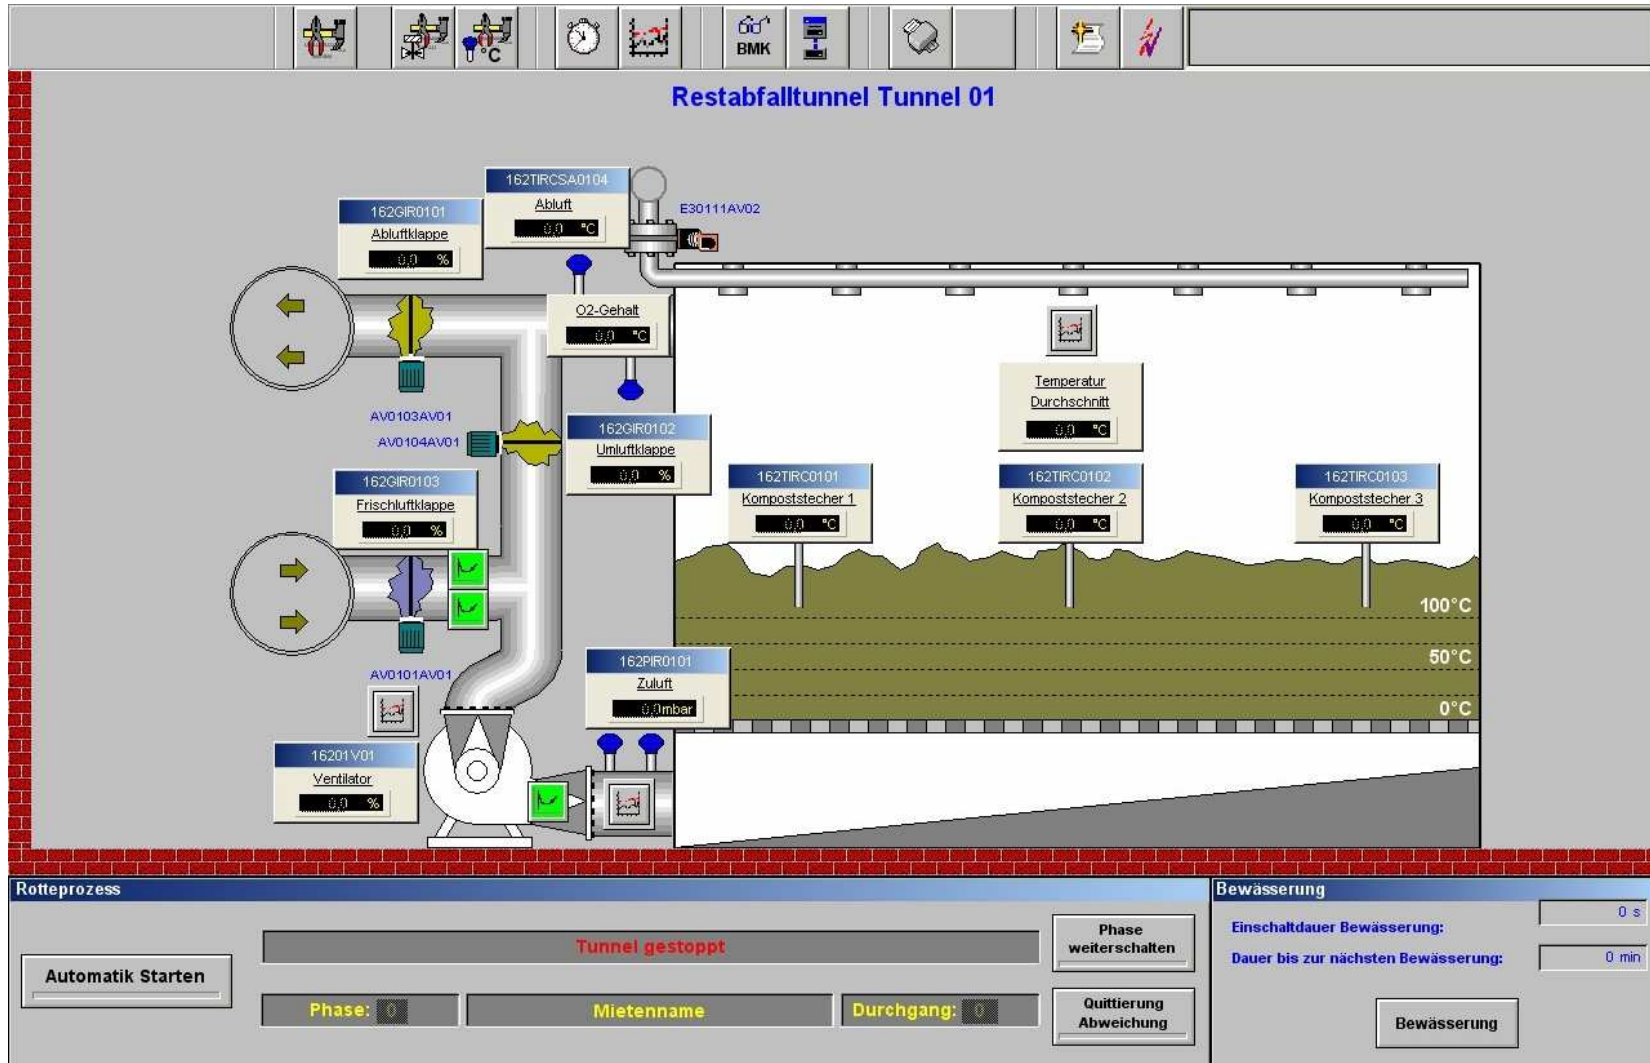 °C
BMK
Restabfalltunnel Tunnel 01
162TIRCSA0104
Abluft
0,0 °C
E30111AV02
162GIR0101
Abluftklappe
0,0 %
O2-Gehalt
0,0 °C
Temperatur
Durchschnitt
0,0 °C
AV0103AV01
AV0104AV01
162GIR0102
Umluftklappe
0,0 %
162GIR0103
Frischluftklappe
0,0 %
162TIRC0101
Kompoststecher 1
0,0 °C
162TIRC0102
Kompoststecher 2
0,0 °C
162TIRC0103
Kompoststecher 3
0,0 °C
100°C
50°C
0°C
AV0101AV01
162PIR0101
Zuluft
0,0mbar
16201V01
Ventilator
0,0 %
Rotteprozess
Automatik Starten
Tunnel gestoppt
Phase
weiterschalten
Phase: 0
Mietenname
Durchgang: 0
Quittierung
Abweichung
Bewässerung
Einschaltdauer Bewässerung: 0 s
Dauer bis zur nächsten Bewässerung: 0 min
Bewässerung